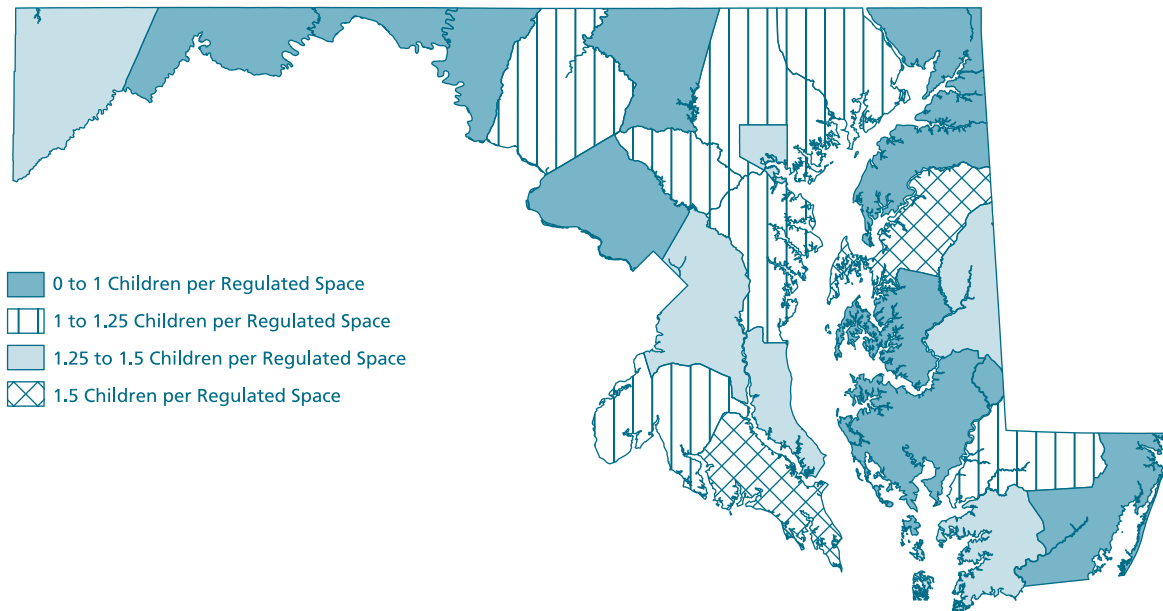 0 to 1 Children per Regulated Space
1 to 1.25 Children per Regulated Space
1.25 to 1.5 Children per Regulated Space
1.5 Children per Regulated Space